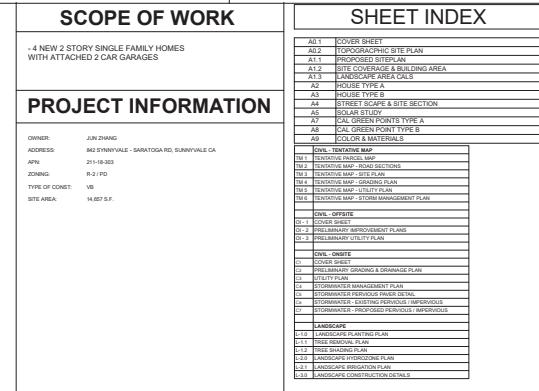 SCOPE OF WORK
- 4 NEW 2 STORY SINGLE FAMILY HOMES
WITH ATTACHED 2 CAR GARAGES
PROJECT INFORMATION
OWNER: JUN ZHANG
ADDRESS: 842 SYNNYVALE - SARATOGA RD, SUNNYVALE CA
APN: 211-18-303
ZONING: R-2 / PD
TYPE OF CONST: VB
SITE AREA: 14,657 S.F.
SHEET INDEX
A0.1 COVER SHEET
A0.2 TOPOGRACPHIC SITE PLAN
A1.1 PROPOSED SITEPLAN
A1.2 SITE COVERAGE & BUILDING AREA
A1.3 LANDSCAPE AREA CALS
A2 HOUSE TYPE A
A3 HOUSE TYPE B
A4 STREET SCAPE & SITE SECTION
A5 SOLAR STUDY
A7 CAL GREEN POINTS TYPE A
A8 CAL GREEN POINT TYPE B
A9 COLOR & MATERIALS
CIVIL - TENTATIVE MAP
TM 1 TENTATIVE PARCEL MAP
TM 2 TENTATIVE MAP - ROAD SECTIONS
TM 3 TENTATIVE MAP - SITE PLAN
TM 4 TENTATIVE MAP - GRADING PLAN
TM 5 TENTATIVE MAP - UTILITY PLAN
TM 6 TENTATIVE MAP - STORM MANAGEMENT PLAN
CIVIL - OFFSITE
OI - 1 COVER SHEET
OI - 2 PRELIMINARY IMPROVEMENT PLANS
OI - 3 PRELIMINARY UTILITY PLAN
CIVIL - ONSITE
C1 COVER SHEET
C2 PRELIMINARY GRADING & DRAINAGE PLAN
C3 UTILITY PLAN
C4 STORMWATER MANAGEMENT PLAN
C5 STORMWATER PERVIOUS PAVER DETAIL
C6 STORMWATER - EXISTING PERVIOUS / IMPERVIOUS
C7 STORMWATER - PROPOSED PERVIOUS / IMPERVIOUS
LANDSCAPE
L-1.0 LANDSCAPE PLANTING PLAN
L-1.1 TREE REMOVAL PLAN
L-1.2 TREE SHADING PLAN
L-2.0 LANDSCAPE HYDROZONE PLAN
L-2.1 LANDSCAPE IRRIGATION PLAN
L-3.0 LANDSCAPE CONSTRUCTION DETAILS